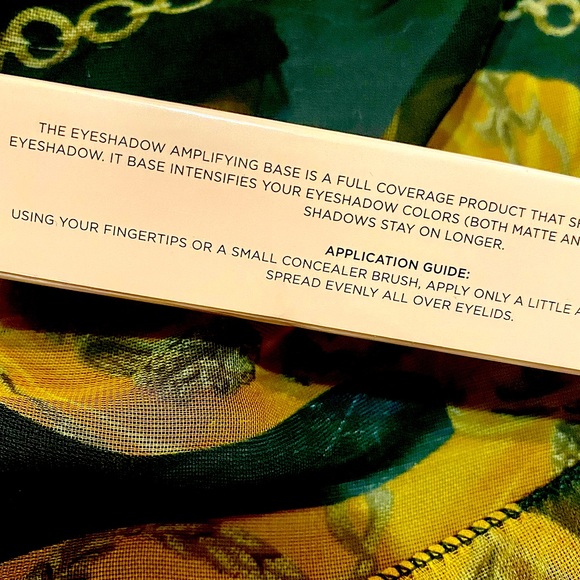 THE EYESHADOW AMPLIFYING BASE IS A FULL COVERAGE PRODUCT THAT
EYESHADOW. IT BASE INTENSIFIES YOUR EYESHADOW COLORS (BOTH MATTE
SHADOWS STAY ON LONGER.
APPLICATION GUIDE:
USING YOUR FINGERTIPS OR A SMALL CONCEALER BRUSH, APPLY ONLY A LITTLE
SPREAD EVENLY ALL OVER EYELIDS.